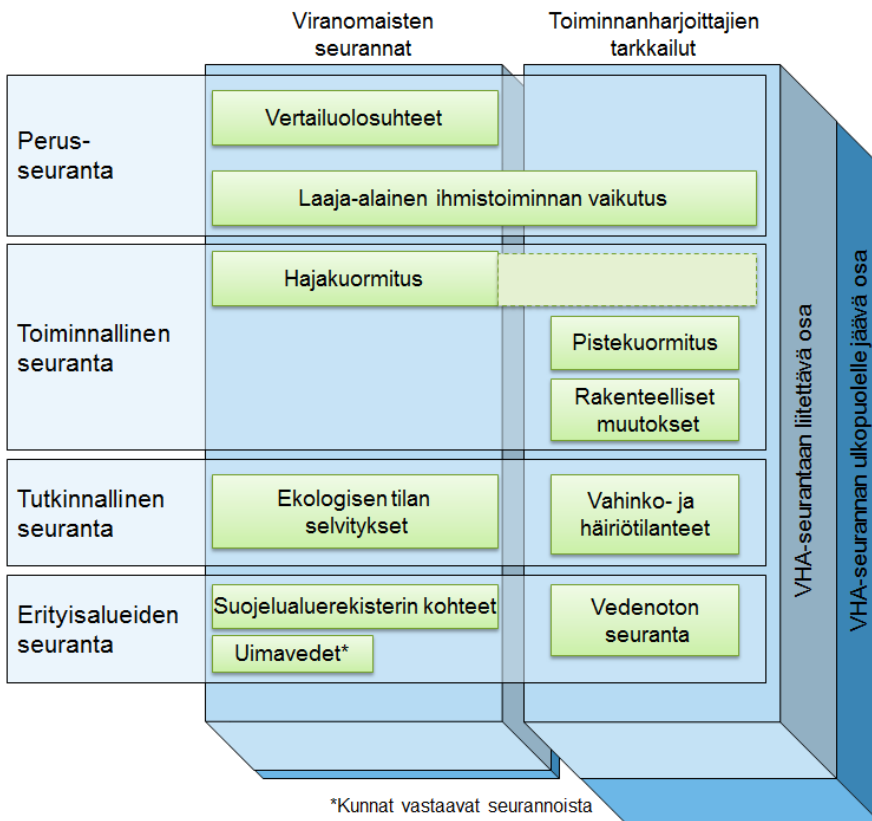 Viranomaisten
seurannat
Toiminnanharjoittajien
tarkkailut
Perus-
seuranta
Vertailuolosuhteet
Laaja-alainen ihmistoiminnan vaikutus
Toiminnallinen
seuranta
Hajakuormitus
Pistekuormitus
Rakenteelliset
muutokset
Tutkinnallinen
seuranta
Ekologisen tilan
selvitykset
Vahinko- ja
häiriötilanteet
Erityisalueiden
seuranta
Suojelualuerekisterin kohteet
Uimavedet*
Vedenoton
seuranta
VHA-seurantaan liitettävä osa
VHA-seurannan ulkopuolelle jäävä osa
*Kunnat vastaavat seurannoista